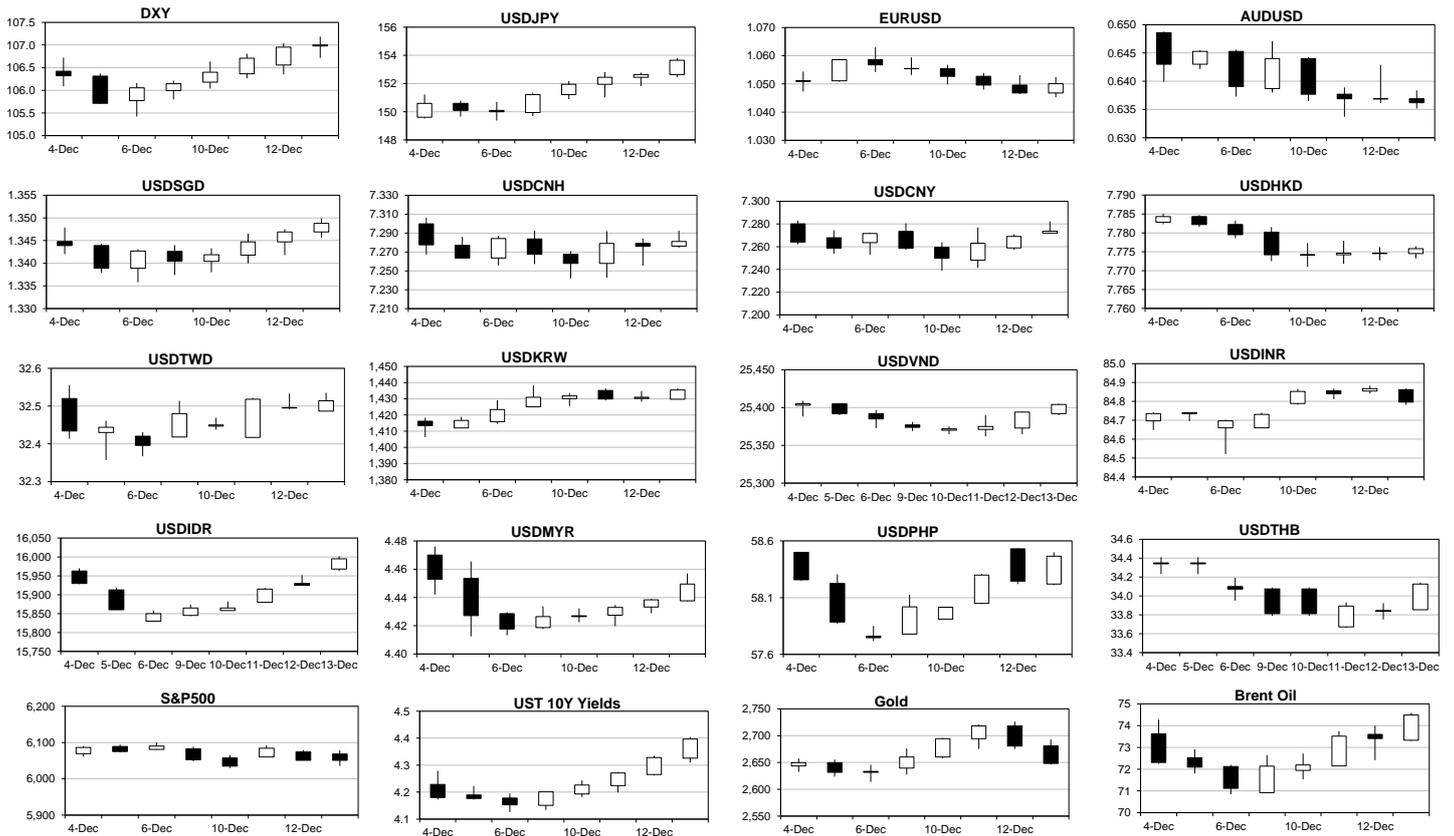 DXY
107.5
107.0
106.5
106.0
105.5
105.0
4-Dec 6-Dec 10-Dec 12-Dec
USDJPY
156
154
152
150
148
4-Dec 6-Dec 10-Dec 12-Dec
EURUSD
1.070
1.060
1.050
1.040
1.030
4-Dec 6-Dec 10-Dec 12-Dec
AUDUSD
0.650
0.645
0.640
0.635
0.630
4-Dec 6-Dec 10-Dec 12-Dec
USDSGD
1.355
1.350
1.345
1.340
1.335
1.330
4-Dec 6-Dec 10-Dec 12-Dec
USDCNH
7.330
7.310
7.290
7.270
7.250
7.230
7.210
4-Dec 6-Dec 10-Dec 12-Dec
USDCNY
7.300
7.280
7.260
7.240
7.220
7.200
4-Dec 6-Dec 10-Dec 12-Dec
USDHKD
7.790
7.785
7.780
7.775
7.770
7.765
7.760
4-Dec 6-Dec 10-Dec 12-Dec
USDTWD
32.6
32.5
32.4
32.3
4-Dec 6-Dec 10-Dec 12-Dec
USDKRW
1,450
1,440
1,430
1,420
1,410
1,400
1,390
1,380
4-Dec 6-Dec 10-Dec 12-Dec
USDVND
25,450
25,400
25,350
25,300
4-Dec 5-Dec 6-Dec 9-Dec 10-Dec 11-Dec 12-Dec 13-Dec
USDINR
85.0
84.9
84.8
84.7
84.6
84.5
84.4
4-Dec 6-Dec 10-Dec 12-Dec
USDIDR
16,050
16,000
15,950
15,900
15,850
15,800
15,750
4-Dec 5-Dec 6-Dec 9-Dec 10-Dec 11-Dec 12-Dec 13-Dec
USDMYR
4.48
4.46
4.44
4.42
4.40
4-Dec 6-Dec 10-Dec 12-Dec
USDPHP
58.6
58.1
57.6
4-Dec 6-Dec 10-Dec 12-Dec
USDTHB
34.6
34.4
34.2
34.0
33.8
33.6
33.4
4-Dec 5-Dec 6-Dec 9-Dec 10-Dec 11-Dec 12-Dec 13-Dec
S&P500
6,200
6,100
6,000
5,900
4-Dec 6-Dec 10-Dec 12-Dec
UST 10Y Yields
4.5
4.4
4.3
4.2
4.1
4-Dec 6-Dec 10-Dec 12-Dec
Gold
2,750
2,700
2,650
2,600
2,550
4-Dec 6-Dec 10-Dec 12-Dec
Brent Oil
75
74
73
72
71
70
4-Dec 6-Dec 10-Dec 12-Dec